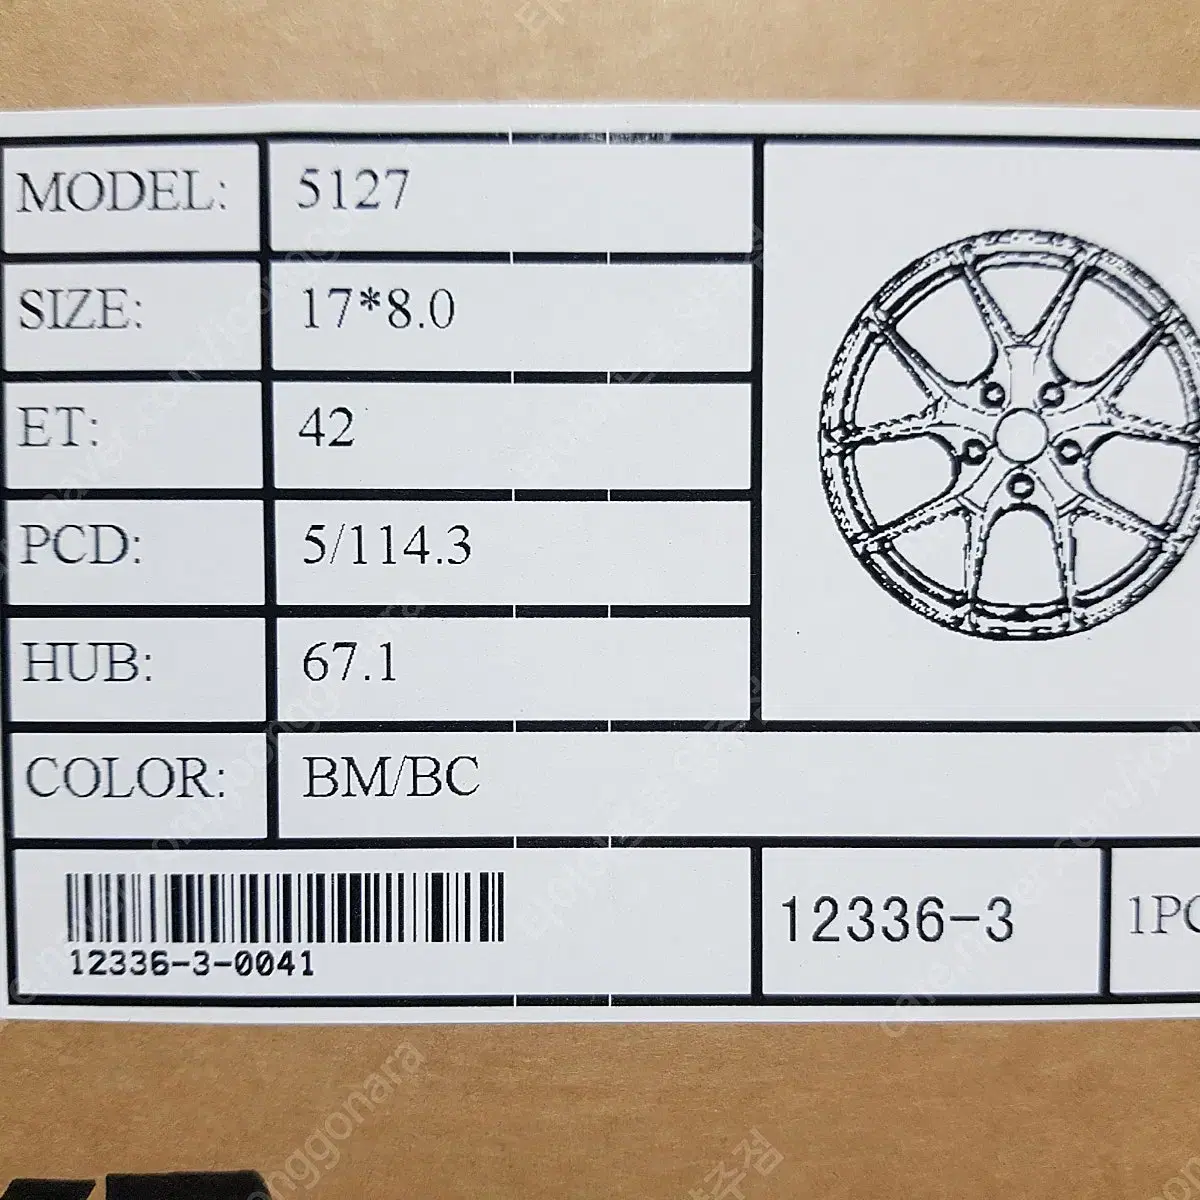 MODEL: 5127
SIZE: 17*8.0
ET: 42
PCD: 5/114.3
HUB: 67.1
COLOR: BM/BC
12336-3-0041
12336-3
1PC